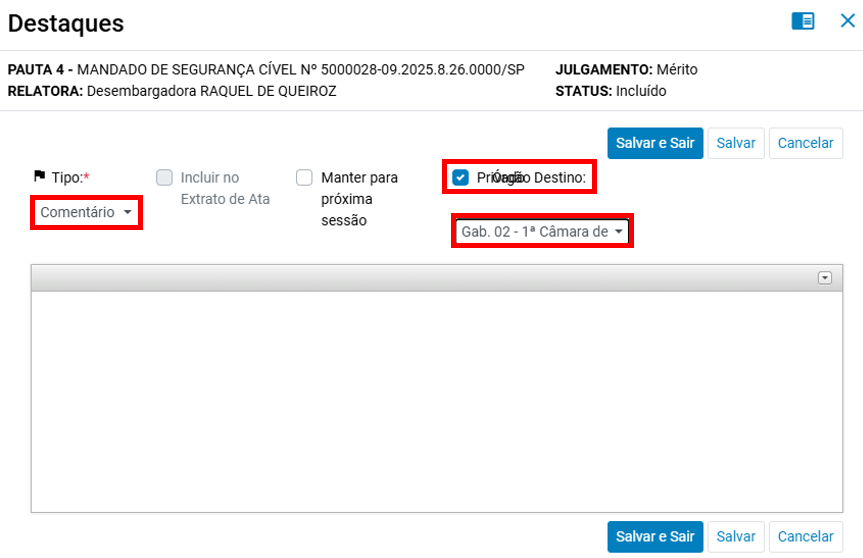 Destaques
PAUTA 4 - MANDADO DE SEGURANÇA CÍVEL Nº 5000028-09.2025.8.26.0000/SP
JULGAMENTO: Mérito
RELATORA: Desembargadora RAQUEL DE QUEIROZ
STATUS: Incluído
Salvar e Sair
Salvar
Cancelar
Tipo:*
Incluir no
Extrato de Ata
Manter para
próxima
sessão
Privado
Órgão Destino:
Comentário
Gab. 02 - 1ª Câmara de
Salvar e Sair
Salvar
Cancelar